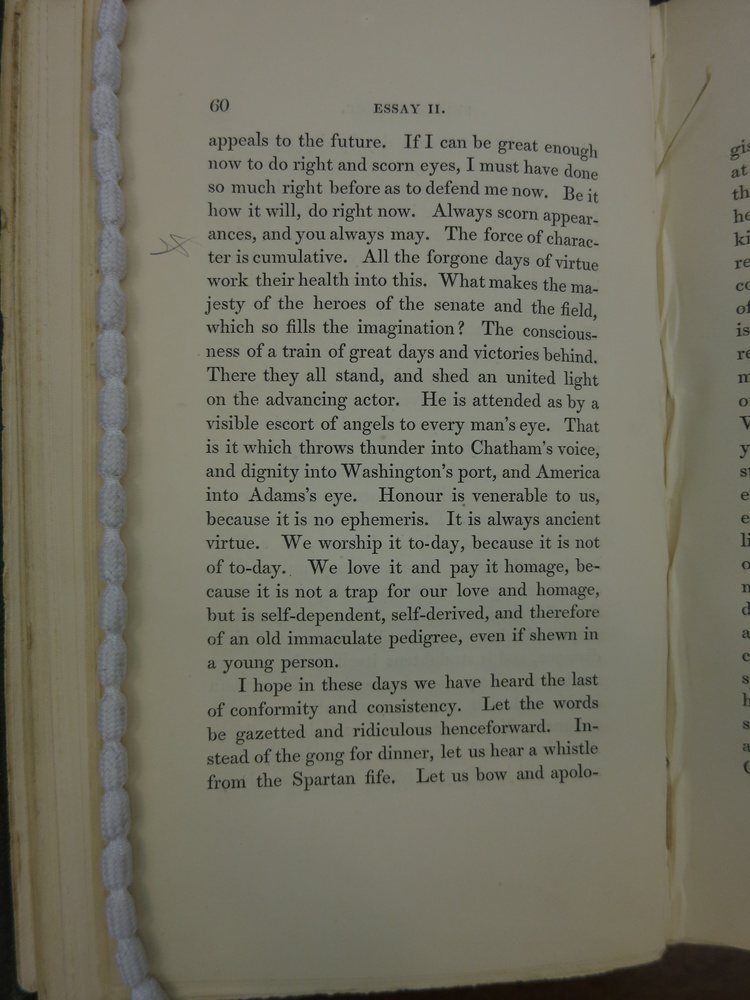 60
ESSAY II.
appeals to the future. If I can be great enough
now to do right and scorn eyes, I must have done
so much right before as to defend me now. Be it
how it will, do right now. Always scorn appear-
ances, and you always may. The force of charac-
ter is cumulative. All the forgone days of virtue
work their health into this. What makes the ma-
jesty of the heroes of the senate and the field,
which so fills the imagination? The conscious-
ness of a train of great days and victories behind.
There they all stand, and shed an united light
on the advancing actor. He is attended as by a
visible escort of angels to every man's eye. That
is it which throws thunder into Chatham's voice,
and dignity into Washington's port, and America
into Adams's eye. Honour is venerable to us,
because it is no ephemeris. It is always ancient
virtue. We worship it to-day, because it is not
of to-day. We love it and pay it homage, be-
cause it is not a trap for our love and homage,
but is self-dependent, self-derived, and therefore
of an old immaculate pedigree, even if shewn in
a young person.
I hope in these days we have heard the last
of conformity and consistency. Let the words
be gazetted and ridiculous henceforward. In-
stead of the gong for dinner, let us hear a whistle
from the Spartan fife. Let us bow and apolo-